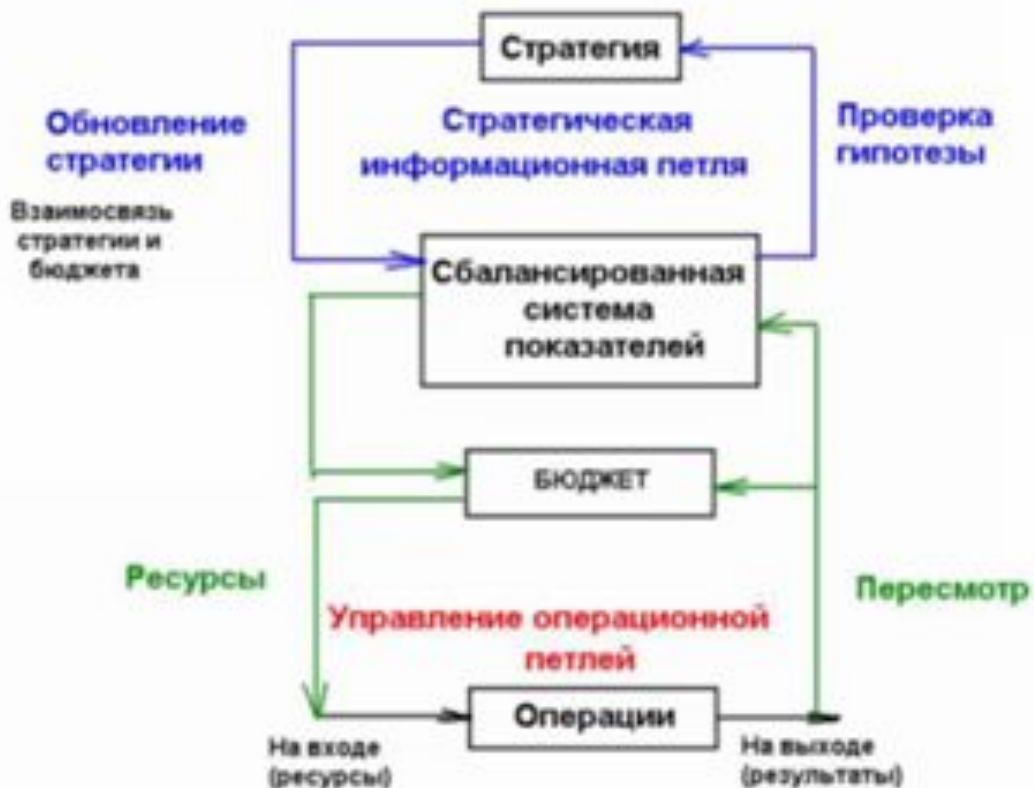 Стратегия
Обновление
стратегии
Стратегическая
информационная петля
Проверка
гипотезы
Взаимосвязь
стратегии и
бюджета
Сбалансированная
система
показателей
БЮДЖЕТ
Ресурсы
Пересмотр
Управление операционной
петлей
Операции
На входе
(ресурсы)
На выходе
(результаты)